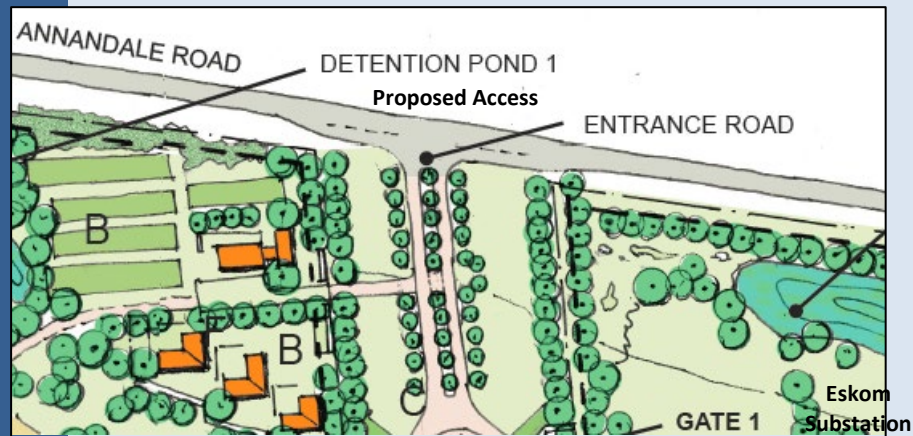 ANNANDALE ROAD
DETENTION POND 1
Proposed Access
ENTRANCE ROAD
B
B
C
GATE 1
Eskom
Substation